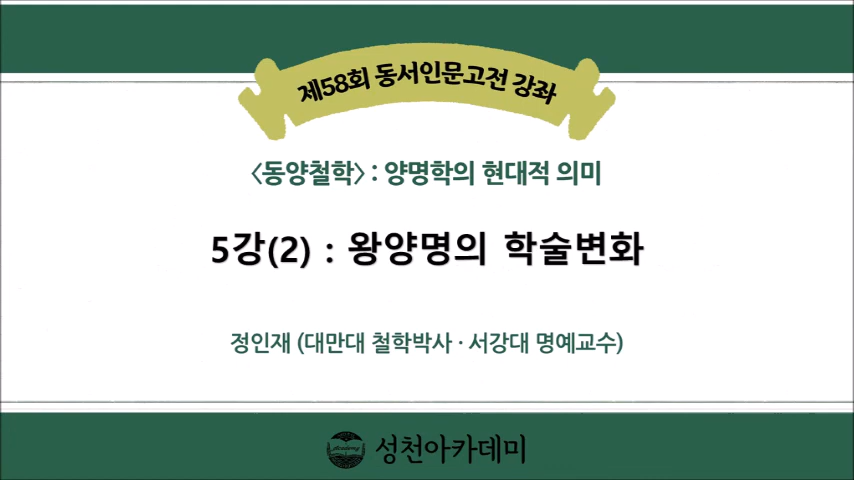 제58회 동서인문고전 강좌
〈동양철학〉 : 양명학의 현대적 의미
5강(2) : 왕양명의 학술변화
정인재 (대만대 철학박사 · 서강대 명예교수)
Academy
성천아카데미